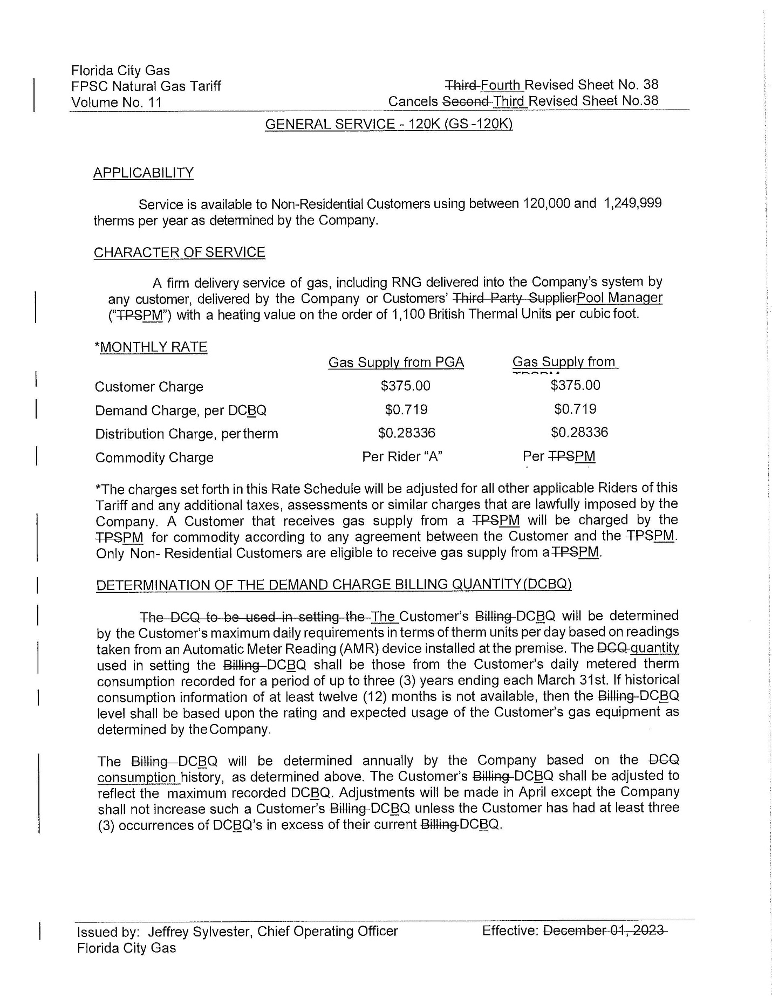 Florida City Gas
FPSC Natural Gas Tariff
Volume No. 11
Third Fourth Revised Sheet No. 38
Cancels Second Third Revised Sheet No.38
GENERAL SERVICE - 120K (GS -120K)
APPLICABILITY
Service is available to Non-Residential Customers using between 120,000 and 1,249,999
therms per year as determined by the Company.
CHARACTER OF SERVICE
A firm delivery service of gas, including RNG delivered into the Company's system by
any customer, delivered by the Company or Customers' Third Party SupplierPool Manager
("TPSPM") with a heating value on the order of 1,100 British Thermal Units per cubic foot.
*MONTHLY RATE
Gas Supply from PGA Gas Supply from
Customer Charge $375.00 $375.00
Demand Charge, per DCBQ $0.719 $0.719
Distribution Charge, per therm $0.28336 $0.28336
Commodity Charge Per Rider "A" Per TPSPM
*The charges set forth in this Rate Schedule will be adjusted for all other applicable Riders of this
Tariff and any additional taxes, assessments or similar charges that are lawfully imposed by the
Company. A Customer that receives gas supply from a TPSPM will be charged by the
TPSPM for commodity according to any agreement between the Customer and the TPSPM.
Only Non- Residential Customers are eligible to receive gas supply from a TPSPM.
DETERMINATION OF THE DEMAND CHARGE BILLING QUANTITY (DCBQ)
The DCQ to be used in setting the The Customer's Billing DCBQ will be determined
by the Customer's maximum daily requirements in terms of therm units per day based on readings
taken from an Automatic Meter Reading (AMR) device installed at the premise. The DCQ quantity
used in setting the Billing DCBQ shall be those from the Customer's daily metered therm
consumption recorded for a period of up to three (3) years ending each March 31st. If historical
consumption information of at least twelve (12) months is not available, then the Billing DCBQ
level shall be based upon the rating and expected usage of the Customer's gas equipment as
determined by the Company.
The Billing DCBQ will be determined annually by the Company based on the DCQ
consumption history, as determined above. The Customer's Billing DCBQ shall be adjusted to
reflect the maximum recorded DCBQ. Adjustments will be made in April except the Company
shall not increase such a Customer's Billing DCBQ unless the Customer has had at least three
(3) occurrences of DCBQ's in excess of their current Billing DCBQ.
Issued by: Jeffrey Sylvester, Chief Operating Officer Effective: December 01, 2023
Florida City Gas